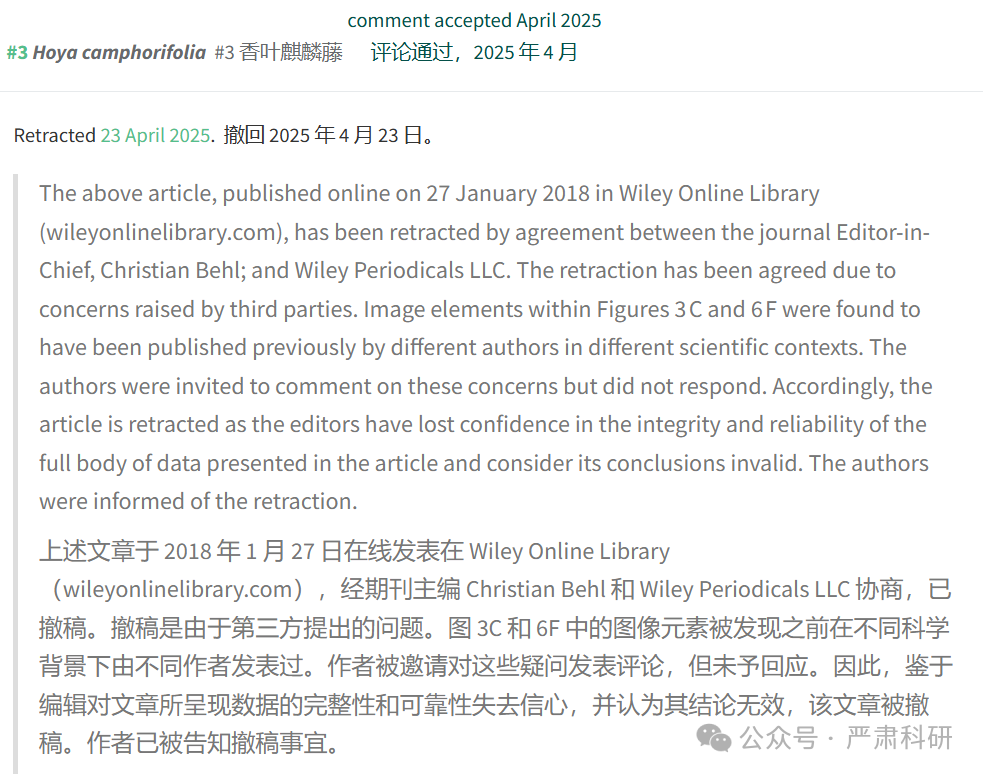 comment accepted April 2025
#3 Hoya camphorifolia #3 香叶麒麟藤 评论通过，2025 年 4 月
Retracted 23 April 2025. 撤回 2025 年 4 月 23 日。
The above article, published online on 27 January 2018 in Wiley Online Library
(wileyonlinelibrary.com), has been retracted by agreement between the journal Editor-in-
Chief, Christian Behl; and Wiley Periodicals LLC. The retraction has been agreed due to
concerns raised by third parties. Image elements within Figures 3 C and 6 F were found to
have been published previously by different authors in different scientific contexts. The
authors were invited to comment on these concerns but did not respond. Accordingly, the
article is retracted as the editors have lost confidence in the integrity and reliability of the
full body of data presented in the article and consider its conclusions invalid. The authors
were informed of the retraction.
上述文章于 2018 年 1 月 27 日在线发表在 Wiley Online Library
（wileyonlinelibrary.com），经期刊主编 Christian Behl 和 Wiley Periodicals LLC 协商，已
撤稿。撤稿是由于第三方提出的问题。图 3C 和 6F 中的图像元素被发现之前在不同科学
背景下由不同作者发表过。作者被邀请对这些疑问发表评论，但未予回应。因此，鉴于
编辑对文章所呈现数据的完整性和可靠性失去信心，并认为其结论无效，该文章被撤
稿。作者已被告知撤稿事宜。
公众号 · 严肃科研